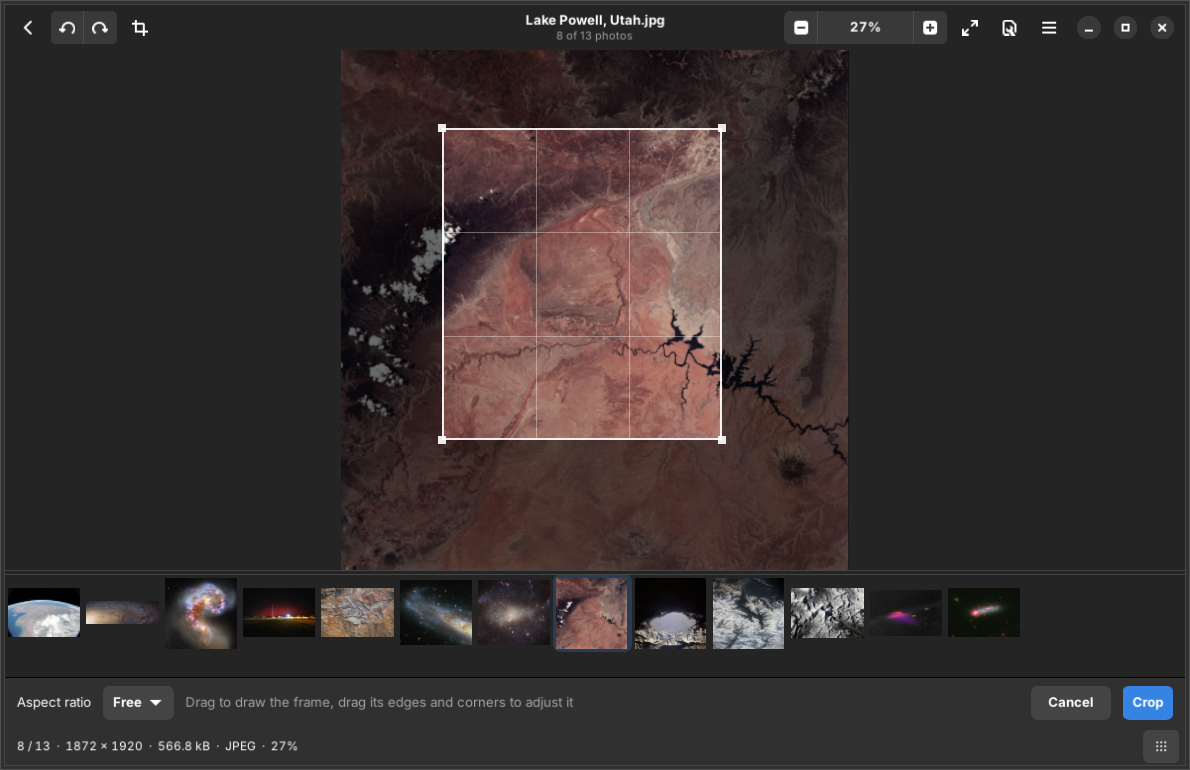 Lake Powell, Utah.jpg
8 of 13 photos
27%
Aspect ratio
Free
Drag to draw the frame, drag its edges and corners to adjust it
Cancel
Crop
8 / 13 · 1872 × 1920 · 566.8 kB · JPEG · 27%